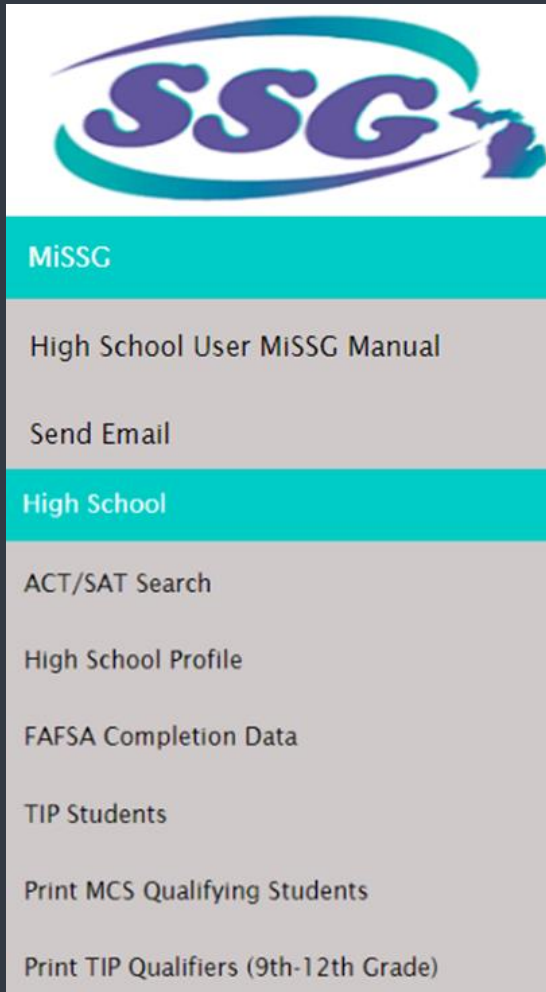 SSG
MiSSG
High School User MiSSG Manual
Send Email
High School
ACT/SAT Search
High School Profile
FAFSA Completion Data
TIP Students
Print MCS Qualifying Students
Print TIP Qualifiers (9th-12th Grade)